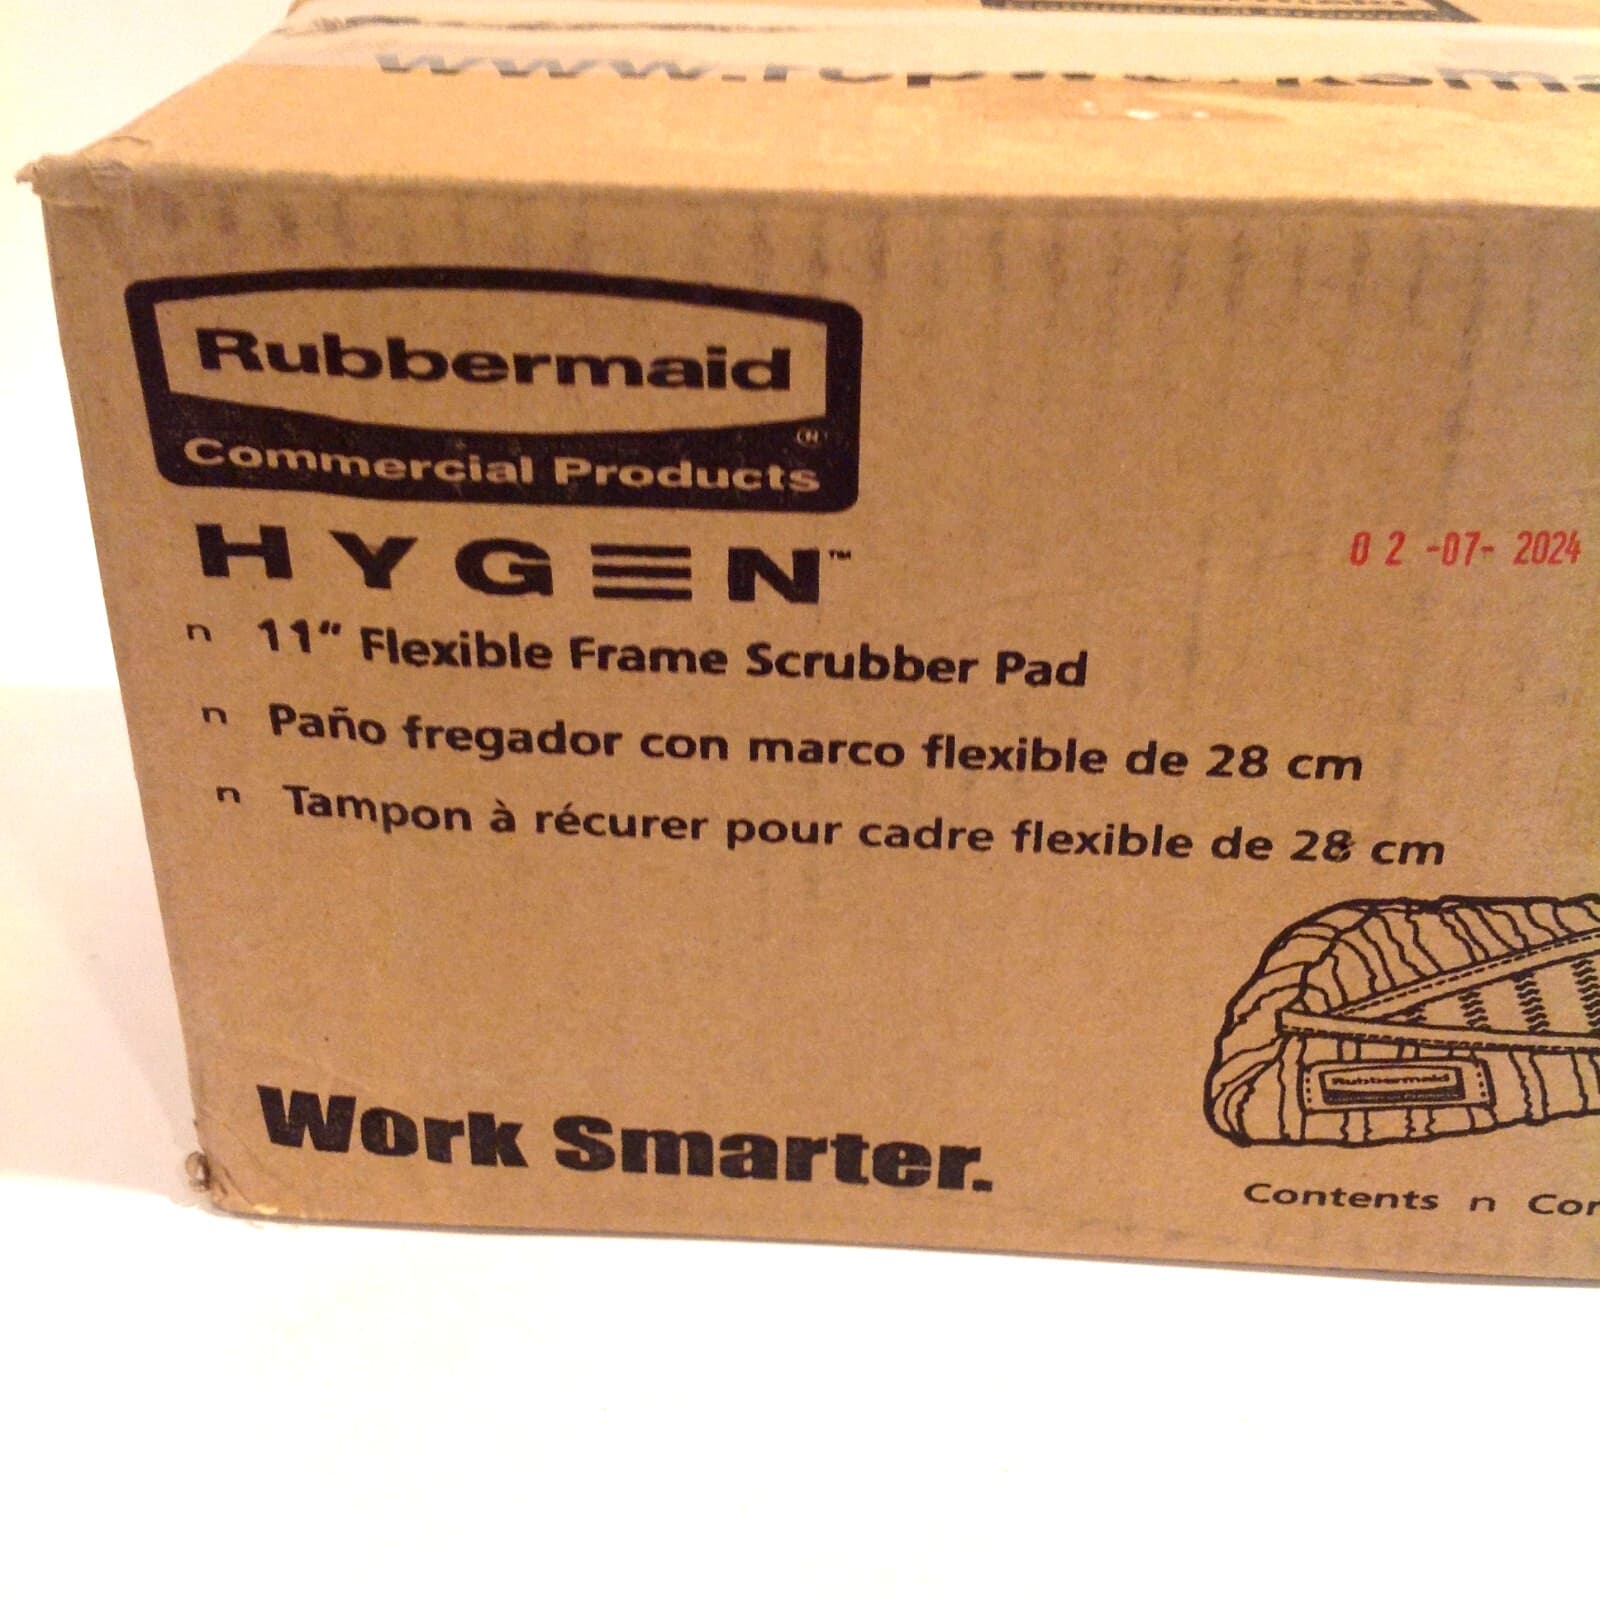 Rubbermaid
Commercial Products
HYGEN™
n 11" Flexible Frame Scrubber Pad
n Paño fregador con marco flexible de 28 cm
n Tampon à récurer pour cadre flexible de 28 cm
02 -07- 2024
Rubbermaid
Work Smarter.
Contents n